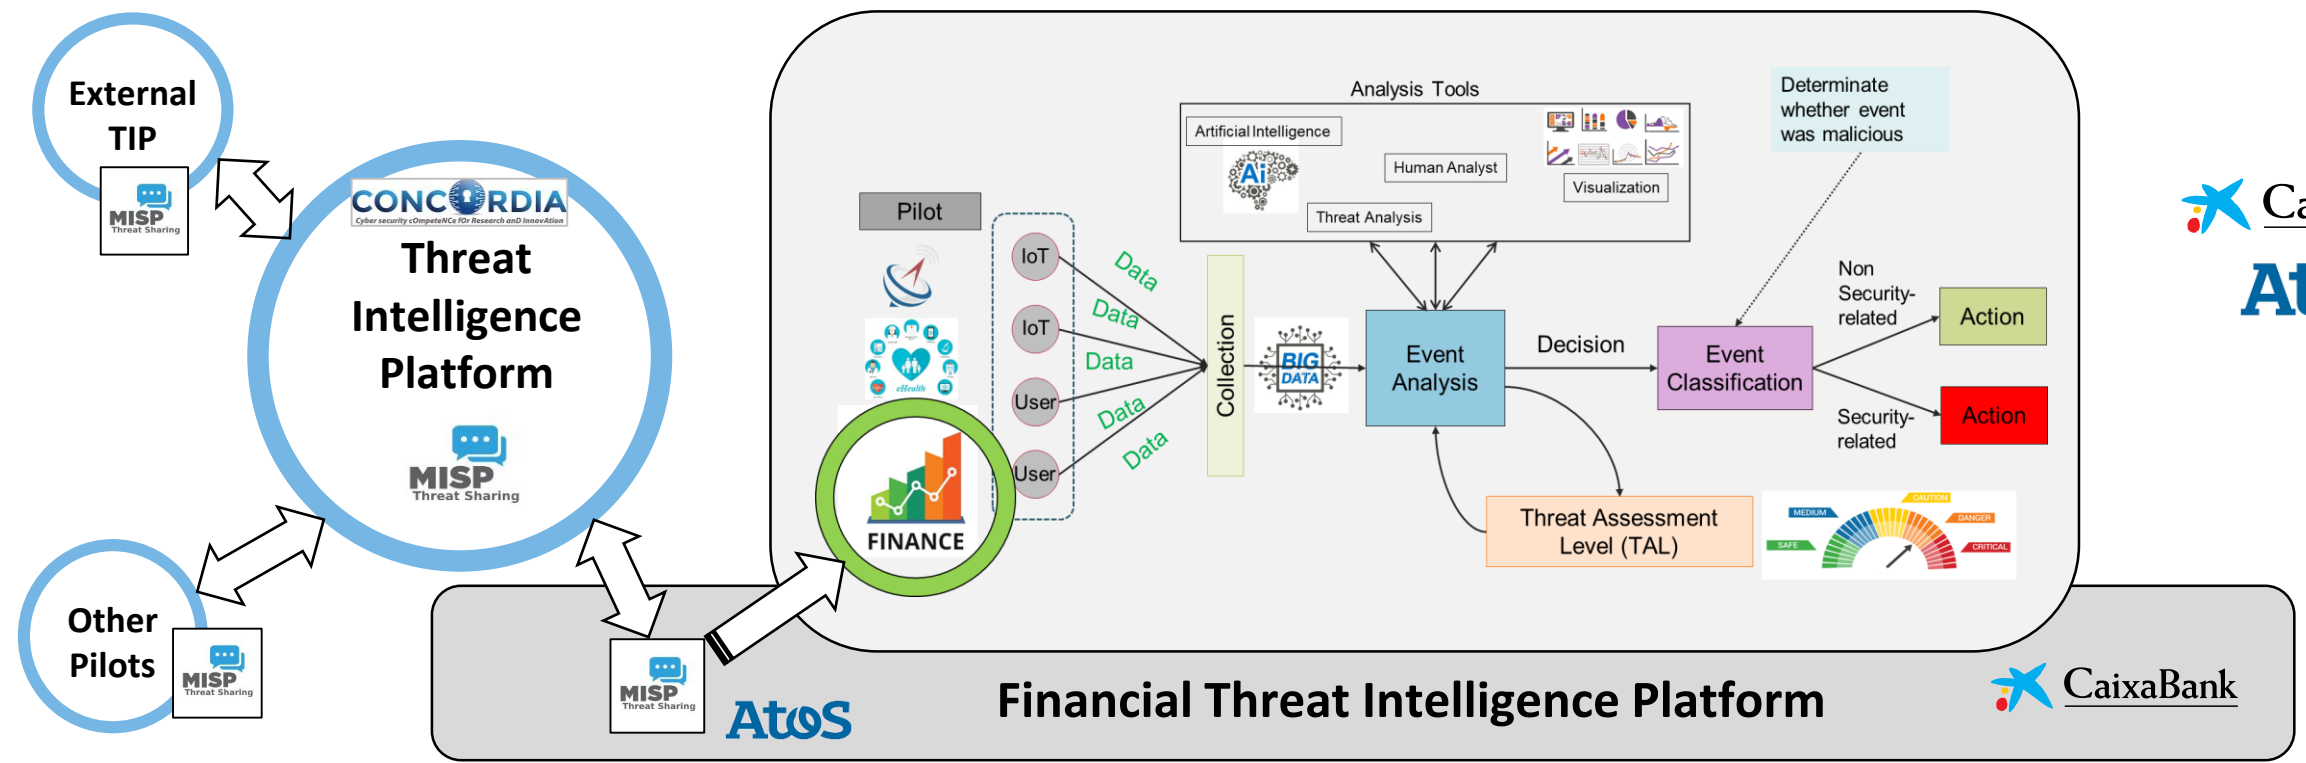 External
TIP
MISP
Threat Sharing
CONCORDIA
Cyber security cOmpeteNCe fOr Research anD InnovAtion
Threat
Intelligence
Platform
MISP
Threat Sharing
Other
Pilots
MISP
Threat Sharing
MISP
Threat Sharing
Atos
Financial Threat Intelligence Platform
CaixaBank
Pilot
eHealth
FINANCE
IoT
IoT
User
User
Data
Data
Data
Data
Data
Collection
BIG
DATA
Analysis Tools
Artificial Intelligence
Ai
Human Analyst
Threat Analysis
Visualization
Event
Analysis
Decision
Event
Classification
Determinate
whether event
was malicious
Non
Security-
related
Action
Security-
related
Action
Threat Assessment
Level (TAL)
SAFE
MEDIUM
CAUTION
DANGER
CRITICAL
Ca
At